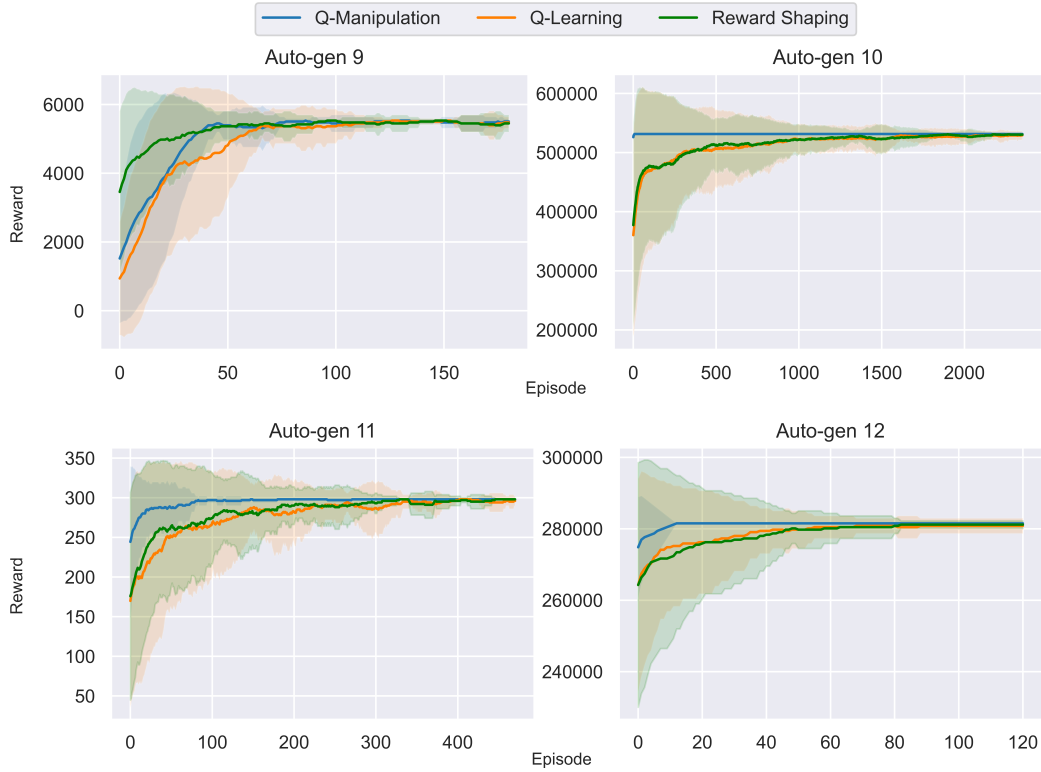 Q-Manipulation Q-Learning Reward Shaping
Auto-gen 9
Reward
6000
4000
2000
0
0 50 100 150
Auto-gen 10
600000
500000
400000
300000
200000
0 500 1000 1500 2000
Episode
Auto-gen 11
Reward
350
300
250
200
150
100
50
0 100 200 300 400
Auto-gen 12
300000
280000
260000
240000
0 20 40 60 80 100 120
Episode